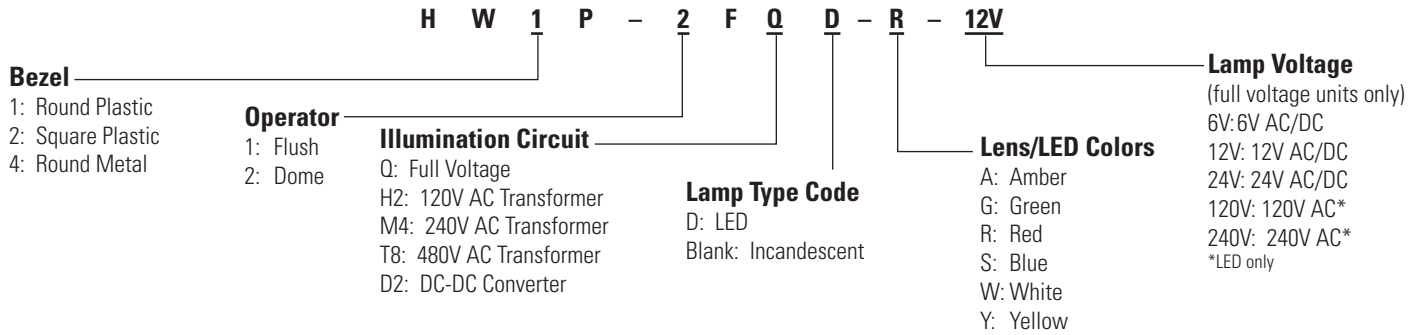 H W 1 P – 2 F Q D – R – 12V
Bezel
1: Round Plastic
2: Square Plastic
4: Round Metal
Operator
1: Flush
2: Dome
Illumination Circuit
Q: Full Voltage
H2: 120V AC Transformer
M4: 240V AC Transformer
T8: 480V AC Transformer
D2: DC-DC Converter
Lamp Type Code
D: LED
Blank: Incandescent
Lens/LED Colors
A: Amber
G: Green
R: Red
S: Blue
W: White
Y: Yellow
Lamp Voltage
(full voltage units only)
6V: 6V AC/DC
12V: 12V AC/DC
24V: 24V AC/DC
120V: 120V AC*
240V: 240V AC*
*LED only